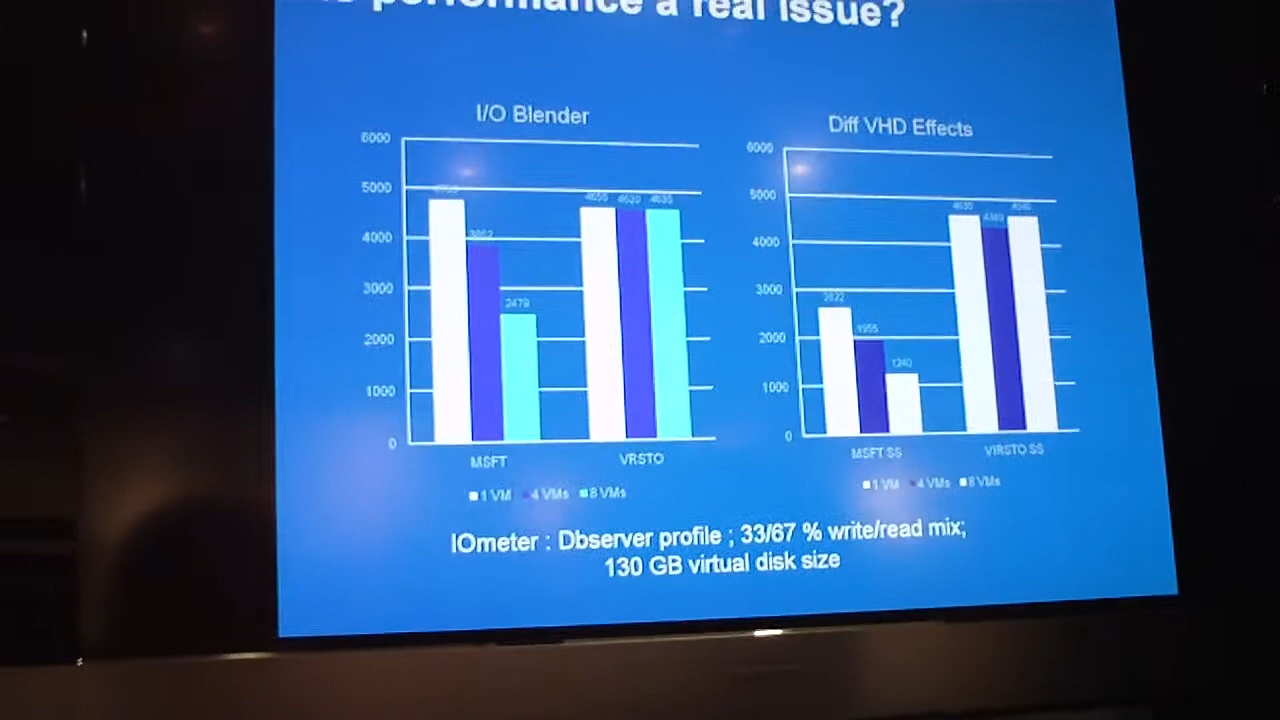 performance a real issue?
I/O Blender
6000
5000
4000
3000
2000
1000
0
3862
2479
4655 4620 4635
MSFT
VRSTO
1 VM 4 VMs 8 VMs
Diff VHD Effects
6000
5000
4000
3000
2000
1000
0
2622
1955
1240
MSFT SS
VIRSTO SS
1 VM 4 VMs 8 VMs
IOmeter : Dbserver profile ; 33/67 % write/read mix;
130 GB virtual disk size